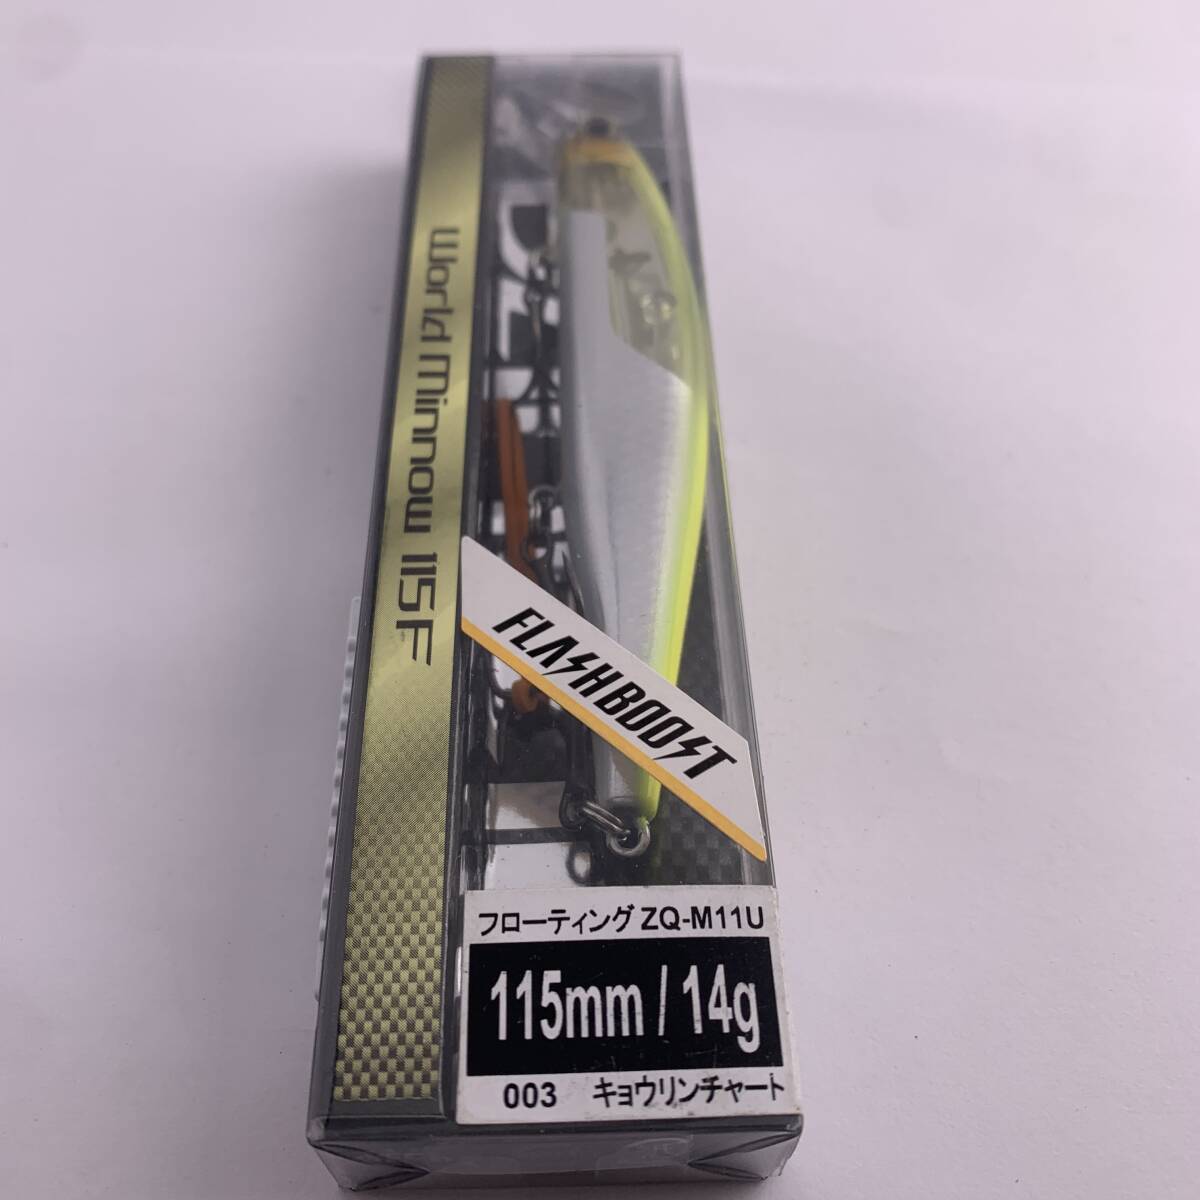 World Minnow 115F
FLASHBOOST
フローティング ZQ-M11U
115mm / 14g
003 キョウリンチャート